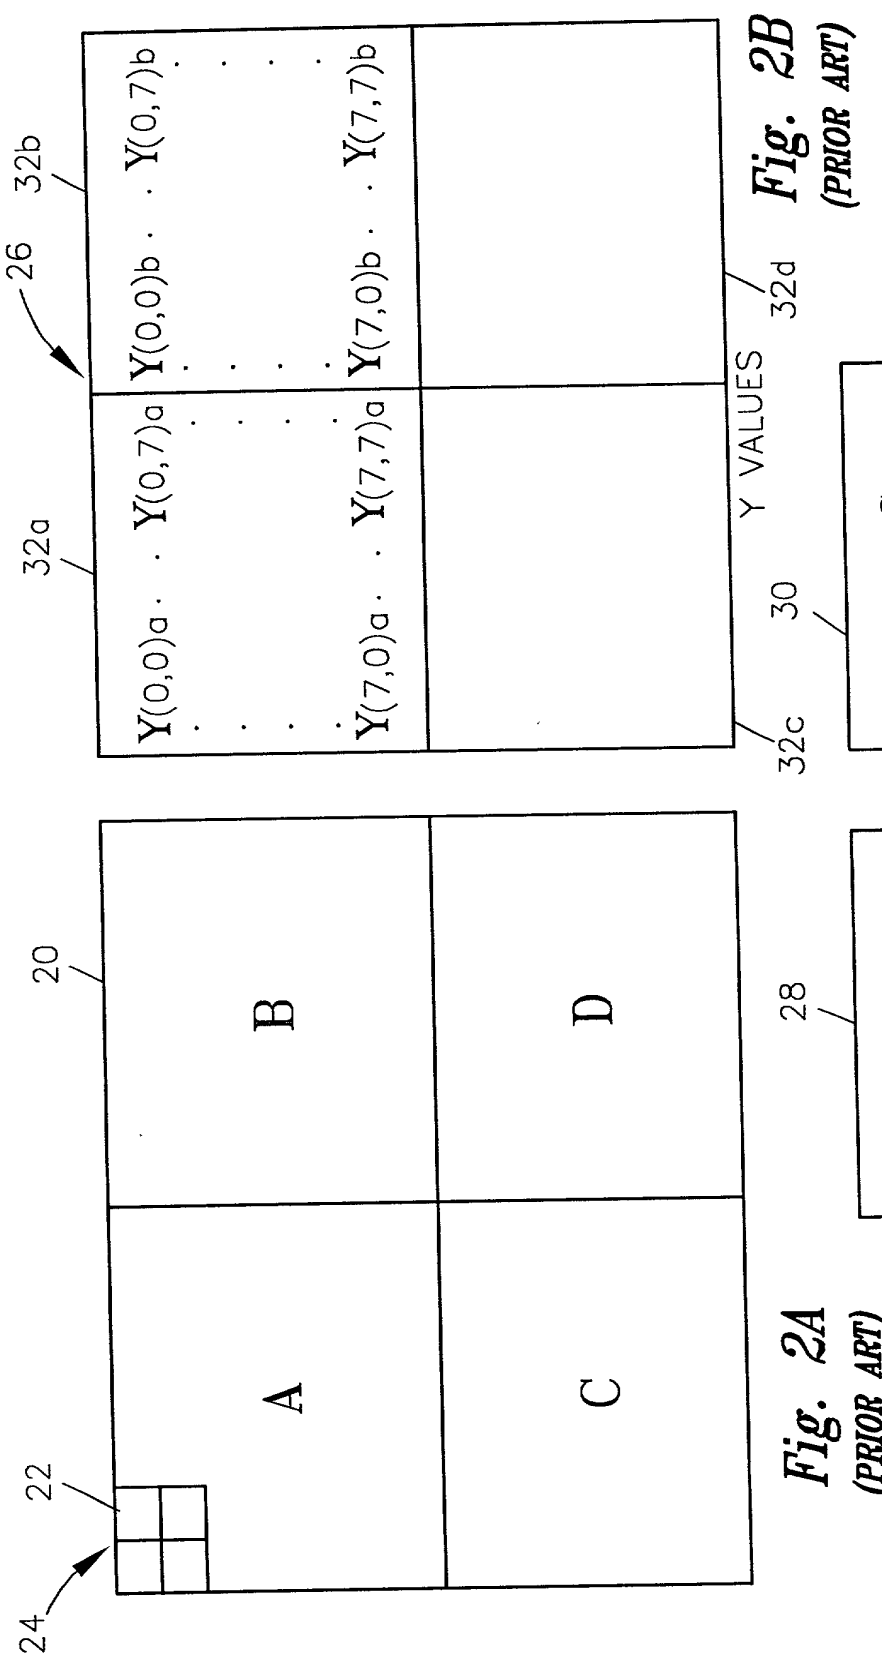 24
22
20
A
B
C
D
Fig. 2A
(PRIOR ART)
26
32a
32b
Y(0,0)a . . Y(0,7)a
Y(0,0)b . . Y(0,7)b
Y(7,0)a . . Y(7,7)a
Y(7,0)b . . Y(7,7)b
32c
Y VALUES
32d
Fig. 2B
(PRIOR ART)
28
30